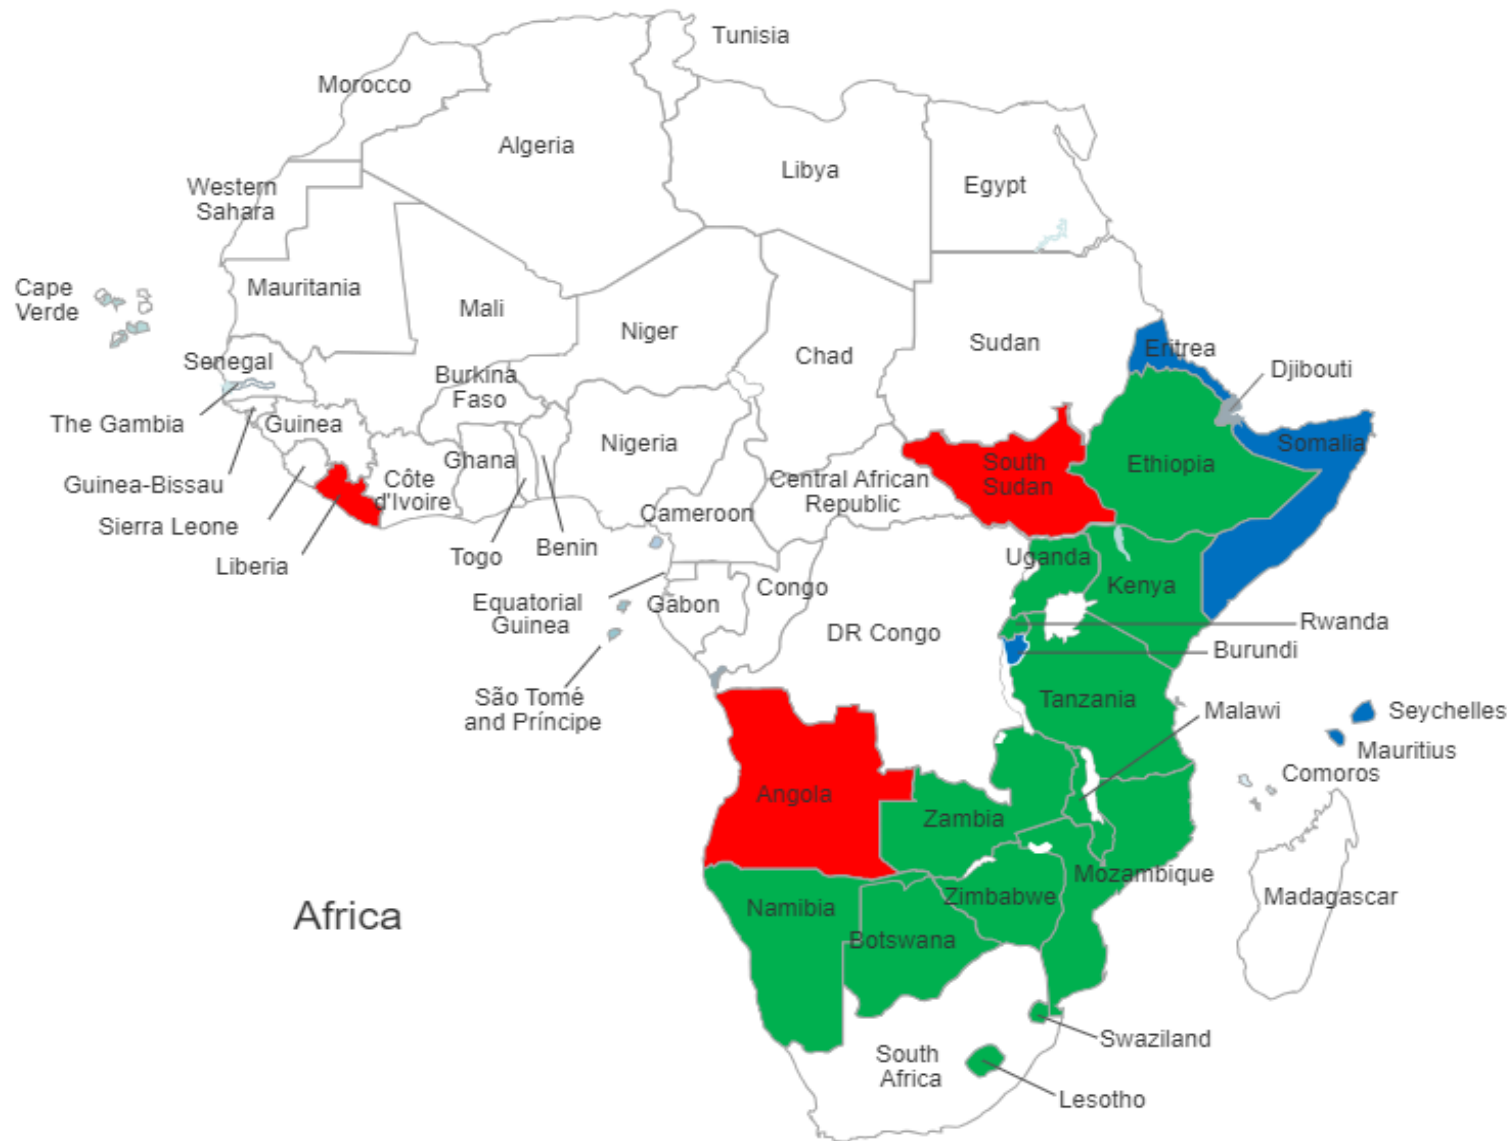 Tunisia
Morocco
Algeria
Libya
Egypt
Western
Sahara
Cape
Verde
Mauritania
Mali
Niger
Chad
Sudan
Eritrea
Djibouti
Senegal
Burkina
Faso
The Gambia
Guinea
Nigeria
Somalia
Ghana
Côte
d'Ivoire
South
Sudan
Ethiopia
Guinea-Bissau
Central African
Republic
Cameroon
Sierra Leone
Liberia
Togo
Benin
Uganda
Kenya
Equatorial
Guinea
Gabon
Congo
DR Congo
Rwanda
Burundi
São Tomé
and Príncipe
Tanzania
Malawi
Seychelles
Mauritius
Comoros
Angola
Zambia
Mozambique
Madagascar
Namibia
Zimbabwe
Botswana
Africa
Swaziland
South
Africa
Lesotho